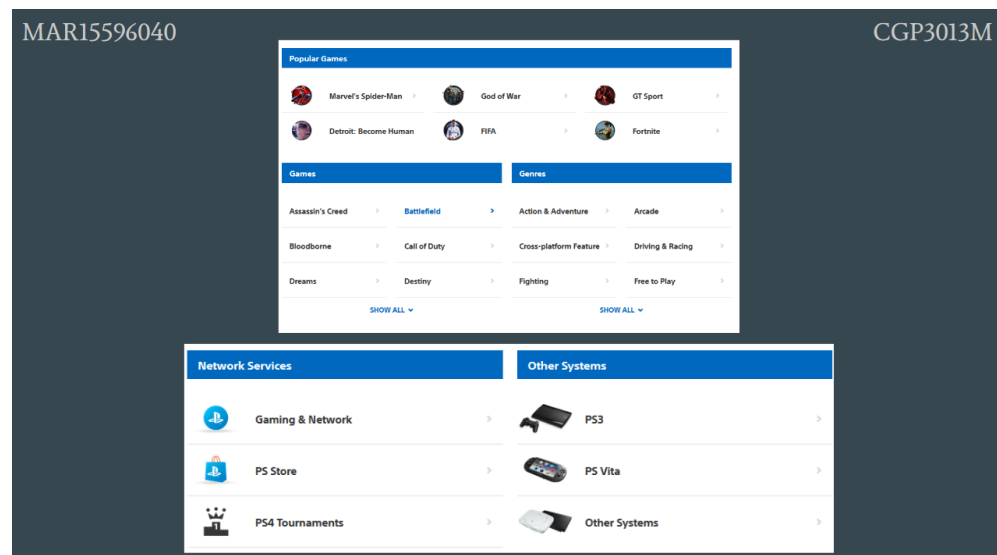 MAR15596040 CGP3013M
Popular Games
Marvel's Spider-Man God of War GT Sport
Detroit: Become Human FIFA Fortnite
Games Genres
Assassin's Creed Battlefield Action & Adventure Arcade
Bloodborne Call of Duty Cross-platform Feature Driving & Racing
Dreams Destiny Fighting Free to Play
SHOW ALL SHOW ALL
Network Services Other Systems
Gaming & Network PS3
PS Store PS Vita
PS4 Tournaments Other Systems